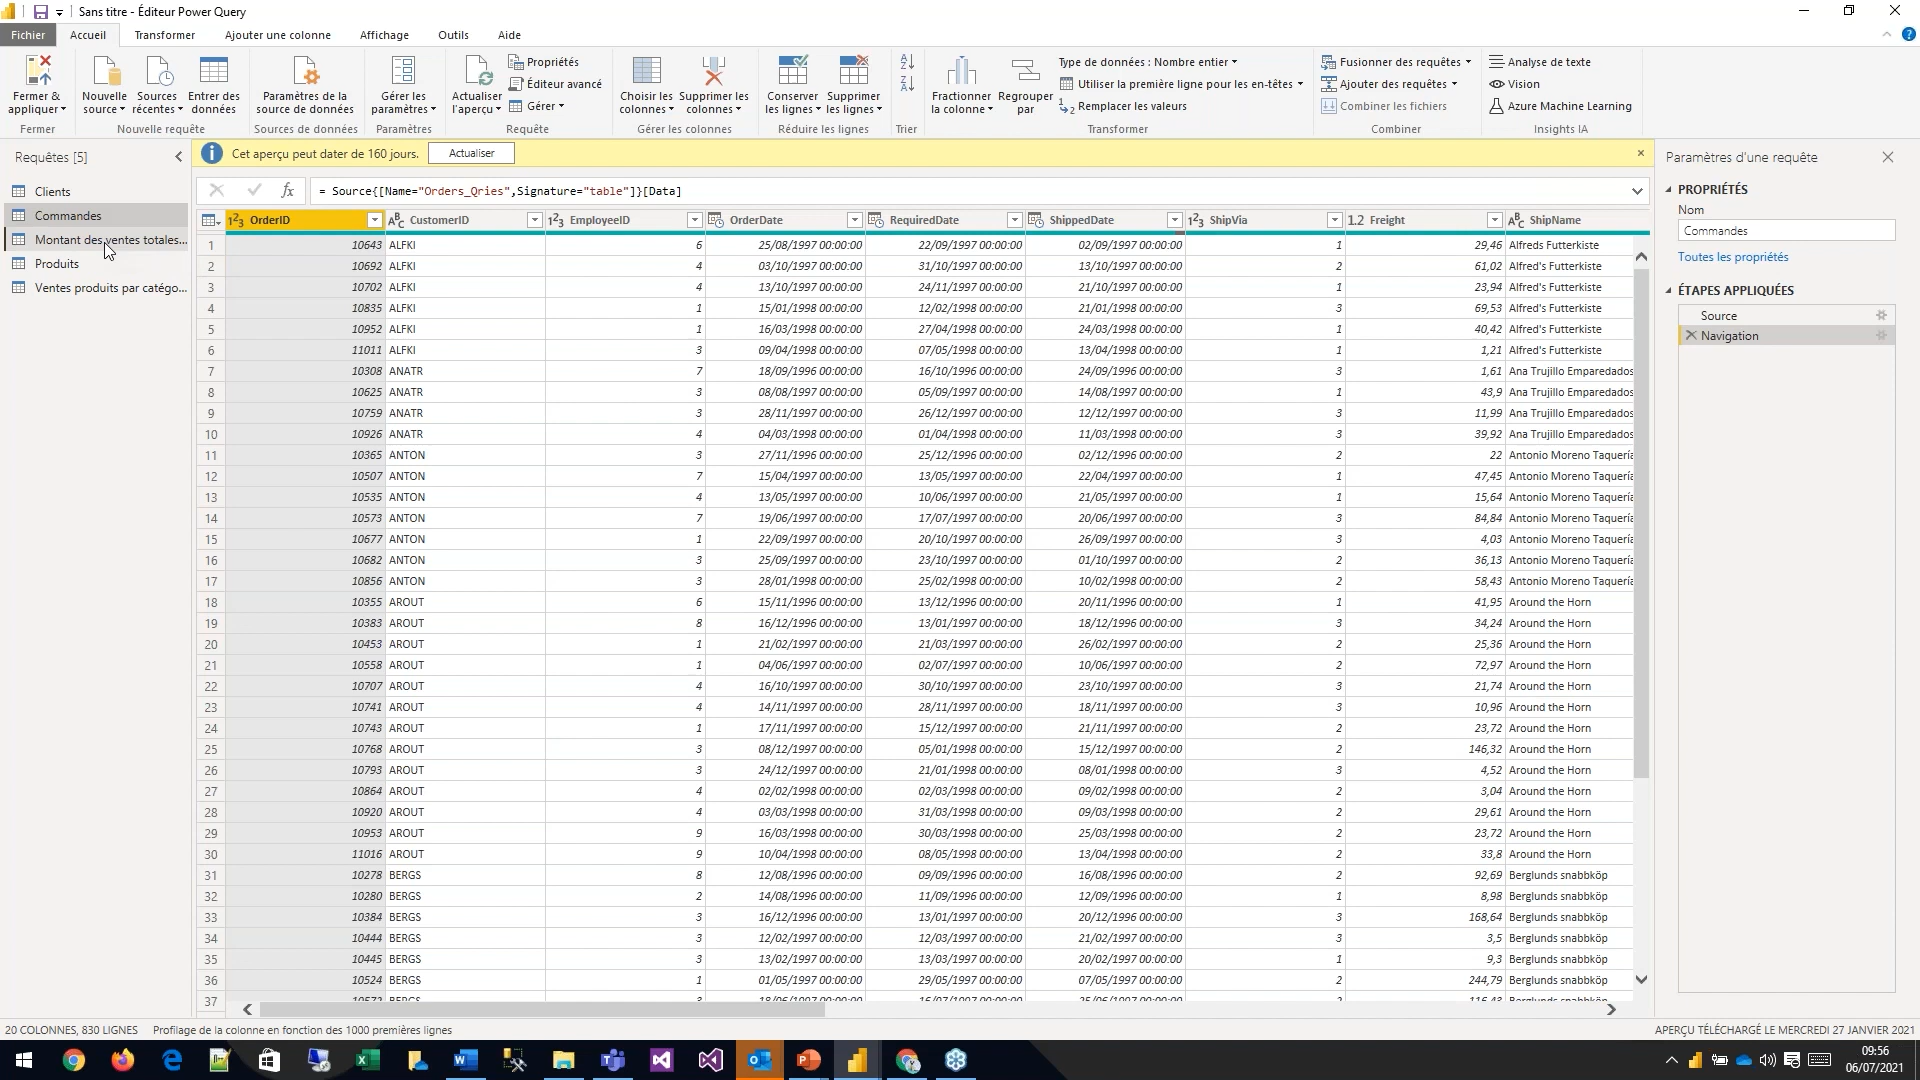 Sans titre - Éditeur Power Query
Fichier Accueil Transformer Ajouter une colonne Affichage Outils Aide
Fermer & appliquer
Fermer
Nouvelle source Sources récentes Entrer des données
Nouvelle requête
Paramètres de la source de données
Sources de données
Gérer les paramètres
Paramètres
Actualiser l'aperçu Propriétés Éditeur avancé Gérer
Requête
Choisir les colonnes Supprimer les colonnes
Gérer les colonnes
Conserver les lignes Supprimer les lignes
Réduire les lignes
Trier
Fractionner la colonne Regrouper par
Type de données : Nombre entier
Utiliser la première ligne pour les en-têtes
Remplacer les valeurs
Transformer
Fusionner des requêtes
Ajouter des requêtes
Combiner les fichiers
Combiner
Analyse de texte
Vision
Azure Machine Learning
Insights IA
Requêtes [5]
Clients
Commandes
Montant des ventes totales...
Produits
Ventes produits par catégo...
Cet aperçu peut dater de 160 jours. Actualiser
fx = Source{[Name="Orders_Qries",Signature="table"]}[Data]
OrderID CustomerID EmployeeID OrderDate RequiredDate ShippedDate ShipVia Freight ShipName
1 10643 ALFKI 6 25/08/1997 00:00:00 22/09/1997 00:00:00 02/09/1997 00:00:00 1 29,46 Alfreds Futterkiste
2 10692 ALFKI 4 03/10/1997 00:00:00 31/10/1997 00:00:00 13/10/1997 00:00:00 2 61,02 Alfred's Futterkiste
3 10702 ALFKI 4 13/10/1997 00:00:00 24/11/1997 00:00:00 21/10/1997 00:00:00 1 23,94 Alfred's Futterkiste
4 10835 ALFKI 1 15/01/1998 00:00:00 12/02/1998 00:00:00 21/01/1998 00:00:00 3 69,53 Alfred's Futterkiste
5 10952 ALFKI 1 16/03/1998 00:00:00 27/04/1998 00:00:00 24/03/1998 00:00:00 1 40,42 Alfred's Futterkiste
6 11011 ALFKI 3 09/04/1998 00:00:00 07/05/1998 00:00:00 13/04/1998 00:00:00 1 1,21 Alfred's Futterkiste
7 10308 ANATR 7 18/09/1996 00:00:00 16/10/1996 00:00:00 24/09/1996 00:00:00 3 1,61 Ana Trujillo Emparedados
8 10625 ANATR 3 08/08/1997 00:00:00 05/09/1997 00:00:00 14/08/1997 00:00:00 1 43,9 Ana Trujillo Emparedados
9 10759 ANATR 3 28/11/1997 00:00:00 26/12/1997 00:00:00 12/12/1997 00:00:00 3 11,99 Ana Trujillo Emparedados
10 10926 ANATR 4 04/03/1998 00:00:00 01/04/1998 00:00:00 11/03/1998 00:00:00 3 39,92 Ana Trujillo Emparedados
11 10365 ANTON 3 27/11/1996 00:00:00 25/12/1996 00:00:00 02/12/1996 00:00:00 2 22 Antonio Moreno Taquería
12 10507 ANTON 7 15/04/1997 00:00:00 13/05/1997 00:00:00 22/04/1997 00:00:00 1 47,45 Antonio Moreno Taquería
13 10535 ANTON 4 13/05/1997 00:00:00 10/06/1997 00:00:00 21/05/1997 00:00:00 1 15,64 Antonio Moreno Taquería
14 10573 ANTON 7 19/06/1997 00:00:00 17/07/1997 00:00:00 20/06/1997 00:00:00 3 84,84 Antonio Moreno Taquería
15 10677 ANTON 1 22/09/1997 00:00:00 20/10/1997 00:00:00 26/09/1997 00:00:00 3 4,03 Antonio Moreno Taquería
16 10682 ANTON 3 25/09/1997 00:00:00 23/10/1997 00:00:00 01/10/1997 00:00:00 2 36,13 Antonio Moreno Taquería
17 10856 ANTON 3 28/01/1998 00:00:00 25/02/1998 00:00:00 10/02/1998 00:00:00 2 58,43 Antonio Moreno Taquería
18 10355 AROUT 6 15/11/1996 00:00:00 13/12/1996 00:00:00 20/11/1996 00:00:00 1 41,95 Around the Horn
19 10383 AROUT 8 16/12/1996 00:00:00 13/01/1997 00:00:00 18/12/1996 00:00:00 3 34,24 Around the Horn
20 10453 AROUT 1 21/02/1997 00:00:00 21/03/1997 00:00:00 26/02/1997 00:00:00 2 25,36 Around the Horn
21 10558 AROUT 1 04/06/1997 00:00:00 02/07/1997 00:00:00 10/06/1997 00:00:00 2 72,97 Around the Horn
22 10707 AROUT 4 16/10/1997 00:00:00 30/10/1997 00:00:00 23/10/1997 00:00:00 3 21,74 Around the Horn
23 10741 AROUT 4 14/11/1997 00:00:00 28/11/1997 00:00:00 18/11/1997 00:00:00 3 10,96 Around the Horn
24 10743 AROUT 1 17/11/1997 00:00:00 15/12/1997 00:00:00 21/11/1997 00:00:00 2 23,72 Around the Horn
25 10768 AROUT 3 08/12/1997 00:00:00 05/01/1998 00:00:00 15/12/1997 00:00:00 2 146,32 Around the Horn
26 10793 AROUT 3 24/12/1997 00:00:00 21/01/1998 00:00:00 08/01/1998 00:00:00 3 4,52 Around the Horn
27 10864 AROUT 4 02/02/1998 00:00:00 02/03/1998 00:00:00 09/02/1998 00:00:00 2 3,04 Around the Horn
28 10920 AROUT 4 03/03/1998 00:00:00 31/03/1998 00:00:00 09/03/1998 00:00:00 2 29,61 Around the Horn
29 10953 AROUT 9 16/03/1998 00:00:00 30/03/1998 00:00:00 25/03/1998 00:00:00 2 23,72 Around the Horn
30 11016 AROUT 9 10/04/1998 00:00:00 08/05/1998 00:00:00 13/04/1998 00:00:00 2 33,8 Around the Horn
31 10278 BERGS 8 12/08/1996 00:00:00 09/09/1996 00:00:00 16/08/1996 00:00:00 2 92,69 Berglunds snabbköp
32 10280 BERGS 2 14/08/1996 00:00:00 11/09/1996 00:00:00 12/09/1996 00:00:00 1 8,98 Berglunds snabbköp
33 10384 BERGS 3 16/12/1996 00:00:00 13/01/1997 00:00:00 20/12/1996 00:00:00 3 168,64 Berglunds snabbköp
34 10444 BERGS 3 12/02/1997 00:00:00 12/03/1997 00:00:00 21/02/1997 00:00:00 3 3,5 Berglunds snabbköp
35 10445 BERGS 3 13/02/1997 00:00:00 13/03/1997 00:00:00 20/02/1997 00:00:00 1 9,3 Berglunds snabbköp
36 10524 BERGS 1 01/05/1997 00:00:00 29/05/1997 00:00:00 07/05/1997 00:00:00 2 244,79 Berglunds snabbköp
37
Paramètres d'une requête
PROPRIÉTÉS
Nom
Commandes
Toutes les propriétés
ÉTAPES APPLIQUÉES
Source
Navigation
20 COLONNES, 830 LIGNES Profilage de la colonne en fonction des 1000 premières lignes APERÇU TÉLÉCHARGÉ LE MERCREDI 27 JANVIER 2021
09:56
06/07/2021